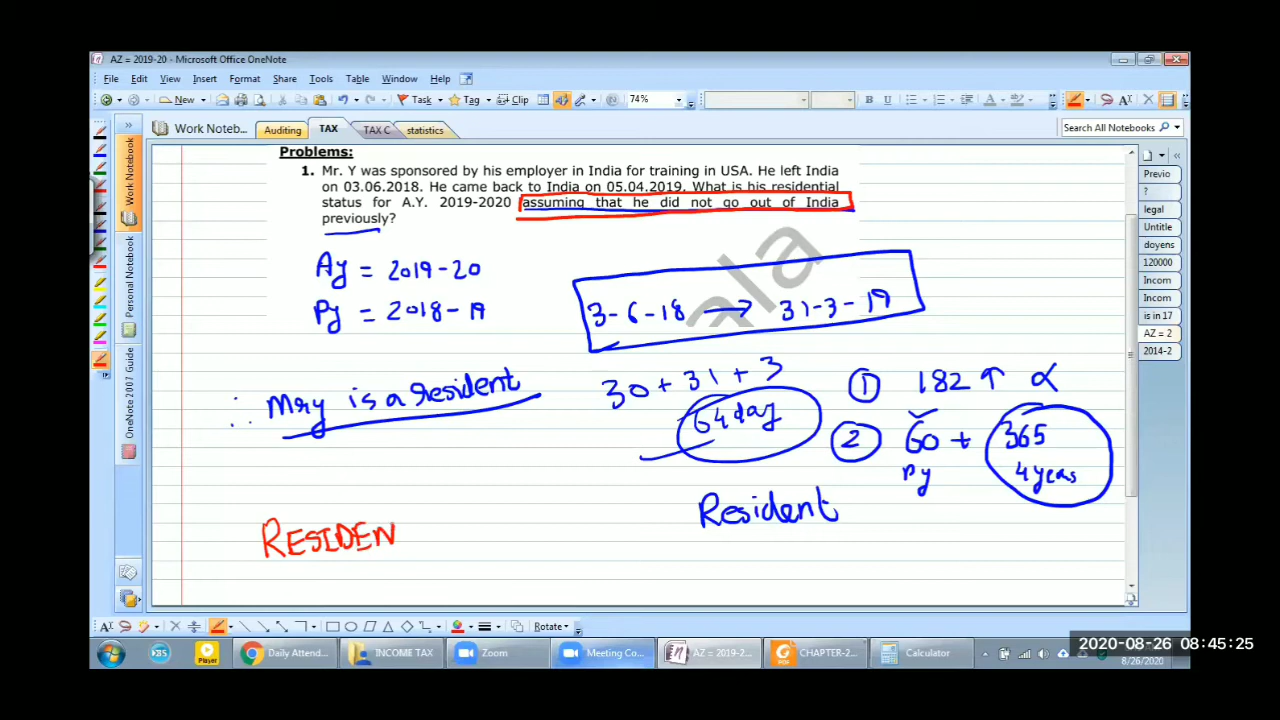 AZ = 2019-20 - Microsoft Office OneNote
File Edit View Insert Format Share Tools Table Window Help
New Task Tag Clip 74% B U
Work Noteb... Auditing TAX TAX C statistics Search All Notebooks
Work Notebook
Personal Notebook
OneNote 2007 Guide
Problems:
1. Mr. Y was sponsored by his employer in India for training in USA. He left India
on 03.06.2018. He came back to India on 05.04.2019. What is his residential
status for A.Y. 2019-2020 assuming that he did not go out of India
previously?
Ay = 2019-20
Py = 2018-19
3-6-18 → 31-3-19
30 + 31 + 3
64 day
① 182 ↑ α
② 60 + 365
Py 4 years
∴ Mr y is a resident
Resident
RESIDEN
ala
Previo
?
legal
Untitle
doyens
120000
Incom
Incom
is in 17
AZ = 2
2014-2
Rotate
Player Daily Attend... INCOME TAX Zoom Meeting Co... AZ = 2019-2... CHAPTER-2... Calculator
2020-08-26 08:45:25
8/26/2020